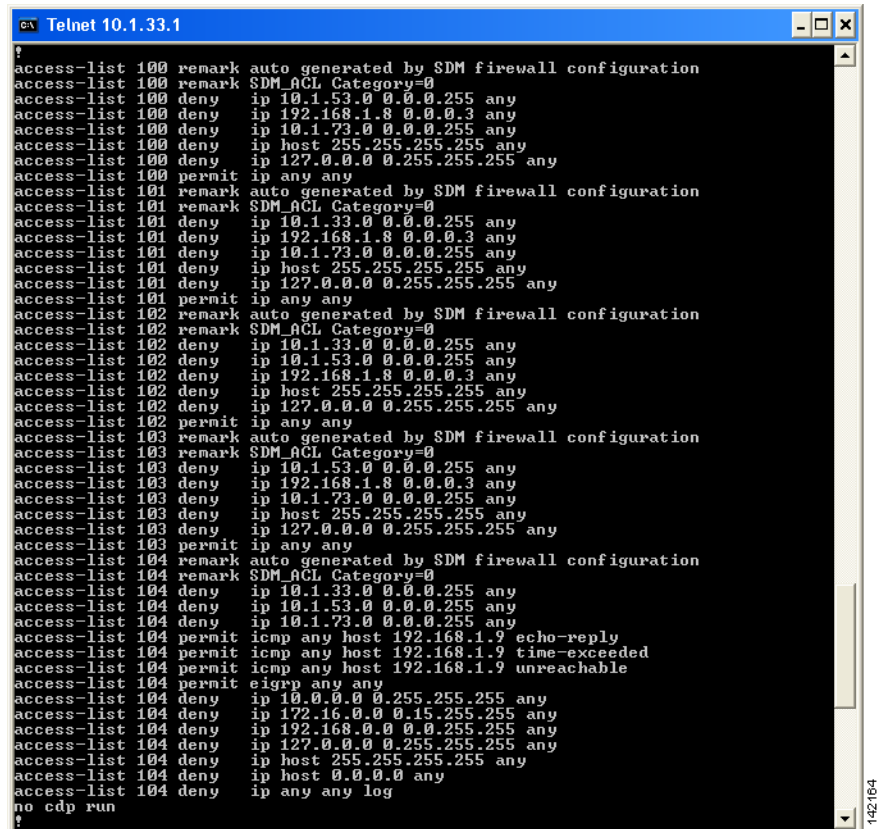 Telnet 10.1.33.1
!
access-list 100 remark auto generated by SDM firewall configuration
access-list 100 remark SDM_ACL Category=0
access-list 100 deny   ip 10.1.53.0 0.0.0.255 any
access-list 100 deny   ip 192.168.1.8 0.0.0.3 any
access-list 100 deny   ip 10.1.73.0 0.0.0.255 any
access-list 100 deny   ip host 255.255.255.255 any
access-list 100 deny   ip 127.0.0.0 0.255.255.255 any
access-list 100 permit ip any any
access-list 101 remark auto generated by SDM firewall configuration
access-list 101 remark SDM_ACL Category=0
access-list 101 deny   ip 10.1.33.0 0.0.0.255 any
access-list 101 deny   ip 192.168.1.8 0.0.0.3 any
access-list 101 deny   ip 10.1.73.0 0.0.0.255 any
access-list 101 deny   ip host 255.255.255.255 any
access-list 101 deny   ip 127.0.0.0 0.255.255.255 any
access-list 101 permit ip any any
access-list 102 remark auto generated by SDM firewall configuration
access-list 102 remark SDM_ACL Category=0
access-list 102 deny   ip 10.1.33.0 0.0.0.255 any
access-list 102 deny   ip 10.1.53.0 0.0.0.255 any
access-list 102 deny   ip 192.168.1.8 0.0.0.3 any
access-list 102 deny   ip host 255.255.255.255 any
access-list 102 deny   ip 127.0.0.0 0.255.255.255 any
access-list 102 permit ip any any
access-list 103 remark auto generated by SDM firewall configuration
access-list 103 remark SDM_ACL Category=0
access-list 103 deny   ip 10.1.53.0 0.0.0.255 any
access-list 103 deny   ip 192.168.1.8 0.0.0.3 any
access-list 103 deny   ip 10.1.73.0 0.0.0.255 any
access-list 103 deny   ip host 255.255.255.255 any
access-list 103 deny   ip 127.0.0.0 0.255.255.255 any
access-list 103 permit ip any any
access-list 104 remark auto generated by SDM firewall configuration
access-list 104 remark SDM_ACL Category=0
access-list 104 deny   ip 10.1.33.0 0.0.0.255 any
access-list 104 deny   ip 10.1.53.0 0.0.0.255 any
access-list 104 deny   ip 10.1.73.0 0.0.0.255 any
access-list 104 permit icmp any host 192.168.1.9 echo-reply
access-list 104 permit icmp any host 192.168.1.9 time-exceeded
access-list 104 permit icmp any host 192.168.1.9 unreachable
access-list 104 permit eigrp any any
access-list 104 deny   ip 10.0.0.0 0.255.255.255 any
access-list 104 deny   ip 172.16.0.0 0.15.255.255 any
access-list 104 deny   ip 192.168.0.0 0.0.255.255 any
access-list 104 deny   ip 127.0.0.0 0.255.255.255 any
access-list 104 deny   ip host 255.255.255.255 any
access-list 104 deny   ip host 0.0.0.0 any
access-list 104 deny   ip any any log
no cdp run
!
142164